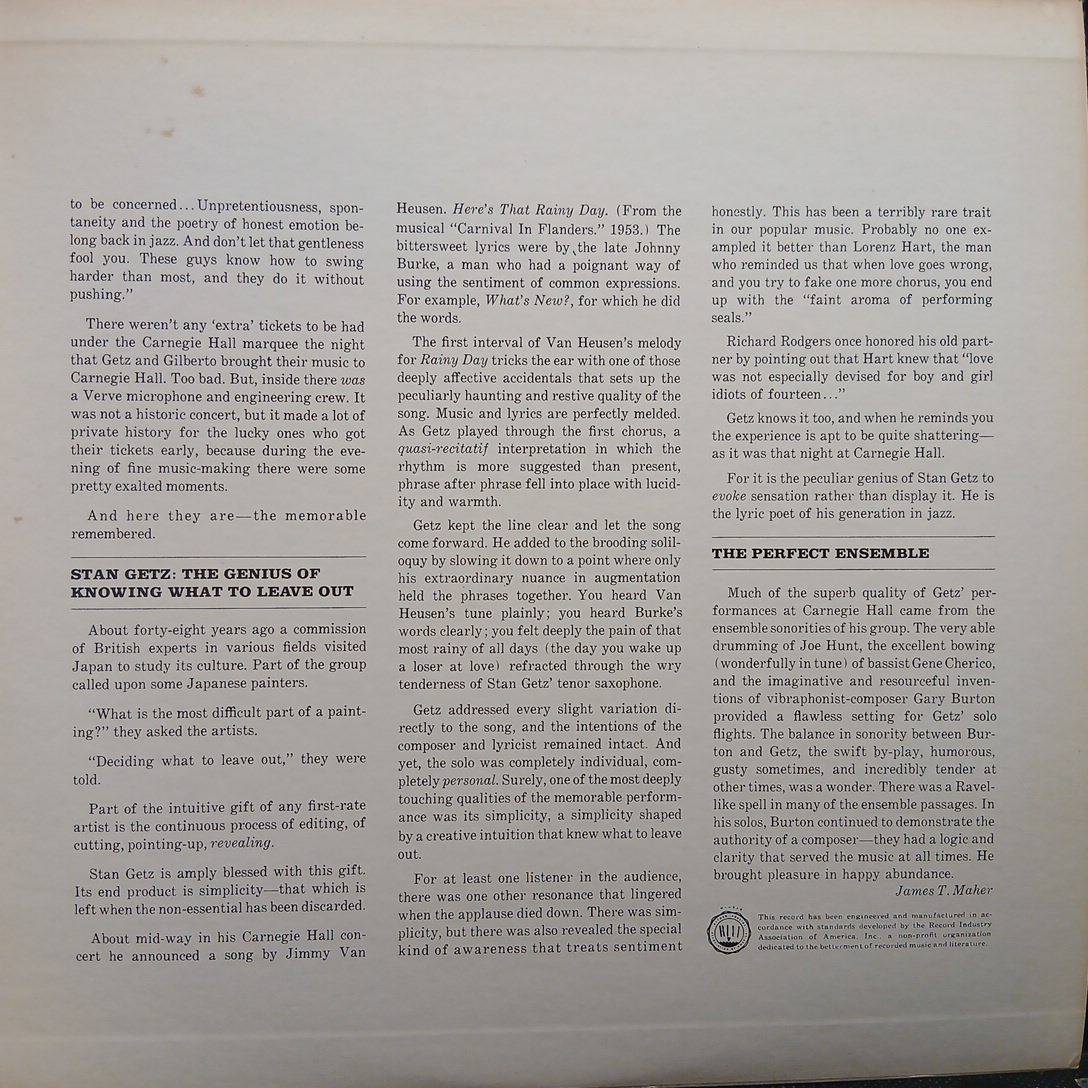 to be concerned...Unpretentiousness, spon-
taneity and the poetry of honest emotion be-
long back in jazz. And don't let that gentleness
fool you. These guys know how to swing
harder than most, and they do it without
pushing."
There weren't any 'extra' tickets to be had
under the Carnegie Hall marquee the night
that Getz and Gilberto brought their music to
Carnegie Hall. Too bad. But, inside there was
a Verve microphone and engineering crew. It
was not a historic concert, but it made a lot of
private history for the lucky ones who got
their tickets early, because during the eve-
ning of fine music-making there were some
pretty exalted moments.
And here they are—the memorable
remembered.
STAN GETZ: THE GENIUS OF
KNOWING WHAT TO LEAVE OUT
About forty-eight years ago a commission
of British experts in various fields visited
Japan to study its culture. Part of the group
called upon some Japanese painters.
"What is the most difficult part of a paint-
ing?" they asked the artists.
"Deciding what to leave out," they were
told.
Part of the intuitive gift of any first-rate
artist is the continuous process of editing, of
cutting, pointing-up, revealing.
Stan Getz is amply blessed with this gift.
Its end product is simplicity—that which is
left when the non-essential has been discarded.
About mid-way in his Carnegie Hall con-
cert he announced a song by Jimmy Van
Heusen. Here's That Rainy Day. (From the
musical "Carnival In Flanders." 1953.) The
bittersweet lyrics were by the late Johnny
Burke, a man who had a poignant way of
using the sentiment of common expressions.
For example, What's New?, for which he did
the words.
The first interval of Van Heusen's melody
for Rainy Day tricks the ear with one of those
deeply affective accidentals that sets up the
peculiarly haunting and restive quality of the
song. Music and lyrics are perfectly melded.
As Getz played through the first chorus, a
quasi-recitatif interpretation in which the
rhythm is more suggested than present,
phrase after phrase fell into place with lucid-
ity and warmth.
Getz kept the line clear and let the song
come forward. He added to the brooding solil-
oquy by slowing it down to a point where only
his extraordinary nuance in augmentation
held the phrases together. You heard Van
Heusen's tune plainly; you heard Burke's
words clearly; you felt deeply the pain of that
most rainy of all days (the day you wake up
a loser at love) refracted through the wry
tenderness of Stan Getz' tenor saxophone.
Getz addressed every slight variation di-
rectly to the song, and the intentions of the
composer and lyricist remained intact. And
yet, the solo was completely individual, com-
pletely personal. Surely, one of the most deeply
touching qualities of the memorable perform-
ance was its simplicity, a simplicity shaped
by a creative intuition that knew what to leave
out.
For at least one listener in the audience,
there was one other resonance that lingered
when the applause died down. There was sim-
plicity, but there was also revealed the special
kind of awareness that treats sentiment
honestly. This has been a terribly rare trait
in our popular music. Probably no one ex-
ampled it better than Lorenz Hart, the man
who reminded us that when love goes wrong,
and you try to fake one more chorus, you end
up with the "faint aroma of performing
seals."
Richard Rodgers once honored his old part-
ner by pointing out that Hart knew that "love
was not especially devised for boy and girl
idiots of fourteen..."
Getz knows it too, and when he reminds you
the experience is apt to be quite shattering—
as it was that night at Carnegie Hall.
For it is the peculiar genius of Stan Getz to
evoke sensation rather than display it. He is
the lyric poet of his generation in jazz.
THE PERFECT ENSEMBLE
Much of the superb quality of Getz' per-
formances at Carnegie Hall came from the
ensemble sonorities of his group. The very able
drumming of Joe Hunt, the excellent bowing
(wonderfully in tune) of bassist Gene Cherico,
and the imaginative and resourceful inven-
tions of vibraphonist-composer Gary Burton
provided a flawless setting for Getz' solo
flights. The balance in sonority between Bur-
ton and Getz, the swift by-play, humorous,
gusty sometimes, and incredibly tender at
other times, was a wonder. There was a Ravel-
like spell in many of the ensemble passages. In
his solos, Burton continued to demonstrate the
authority of a composer—they had a logic and
clarity that served the music at all times. He
brought pleasure in happy abundance.
James T. Maher
This record has been engineered and manufactured in ac-
cordance with standards developed by the Record Industry
Association of America, Inc., a non-profit organization
dedicated to the betterment of recorded music and literature.